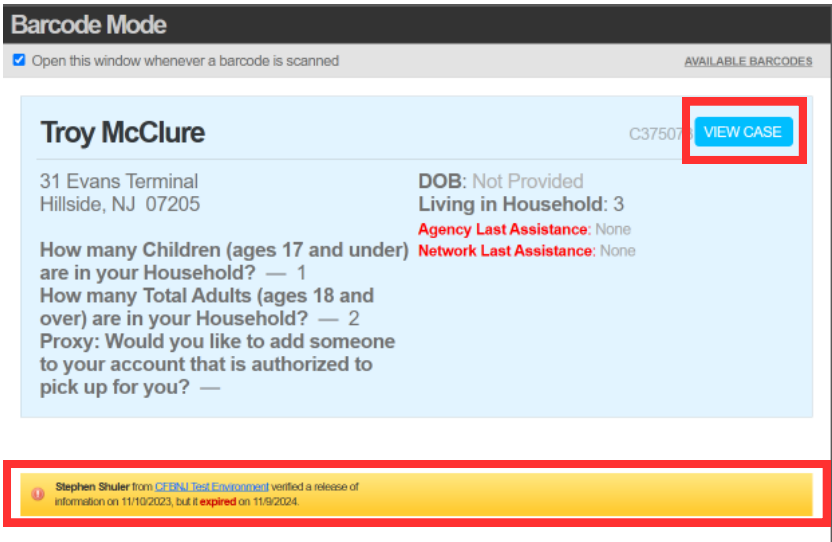 Barcode Mode
Open this window whenever a barcode is scanned
AVAILABLE BARCODES
Troy McClure
C37507
VIEW CASE
31 Evans Terminal
Hillside, NJ 07205
DOB: Not Provided
Living in Household: 3
Agency Last Assistance: None
Network Last Assistance: None
How many Children (ages 17 and under)
are in your Household? — 1
How many Total Adults (ages 18 and
over) are in your Household? — 2
Proxy: Would you like to add someone
to your account that is authorized to
pick up for you? —
Stephen Shuler from CFBNJ Test Environment verified a release of
information on 11/10/2023, but it expired on 11/9/2024.